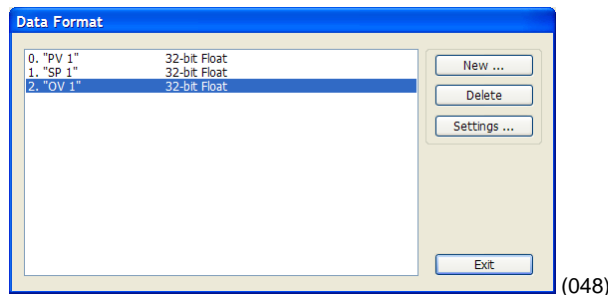 Data Format
0. "PV 1" 32-bit Float
1. "SP 1" 32-bit Float
2. "OV 1" 32-bit Float
New ...
Delete
Settings ...
Exit
(048)